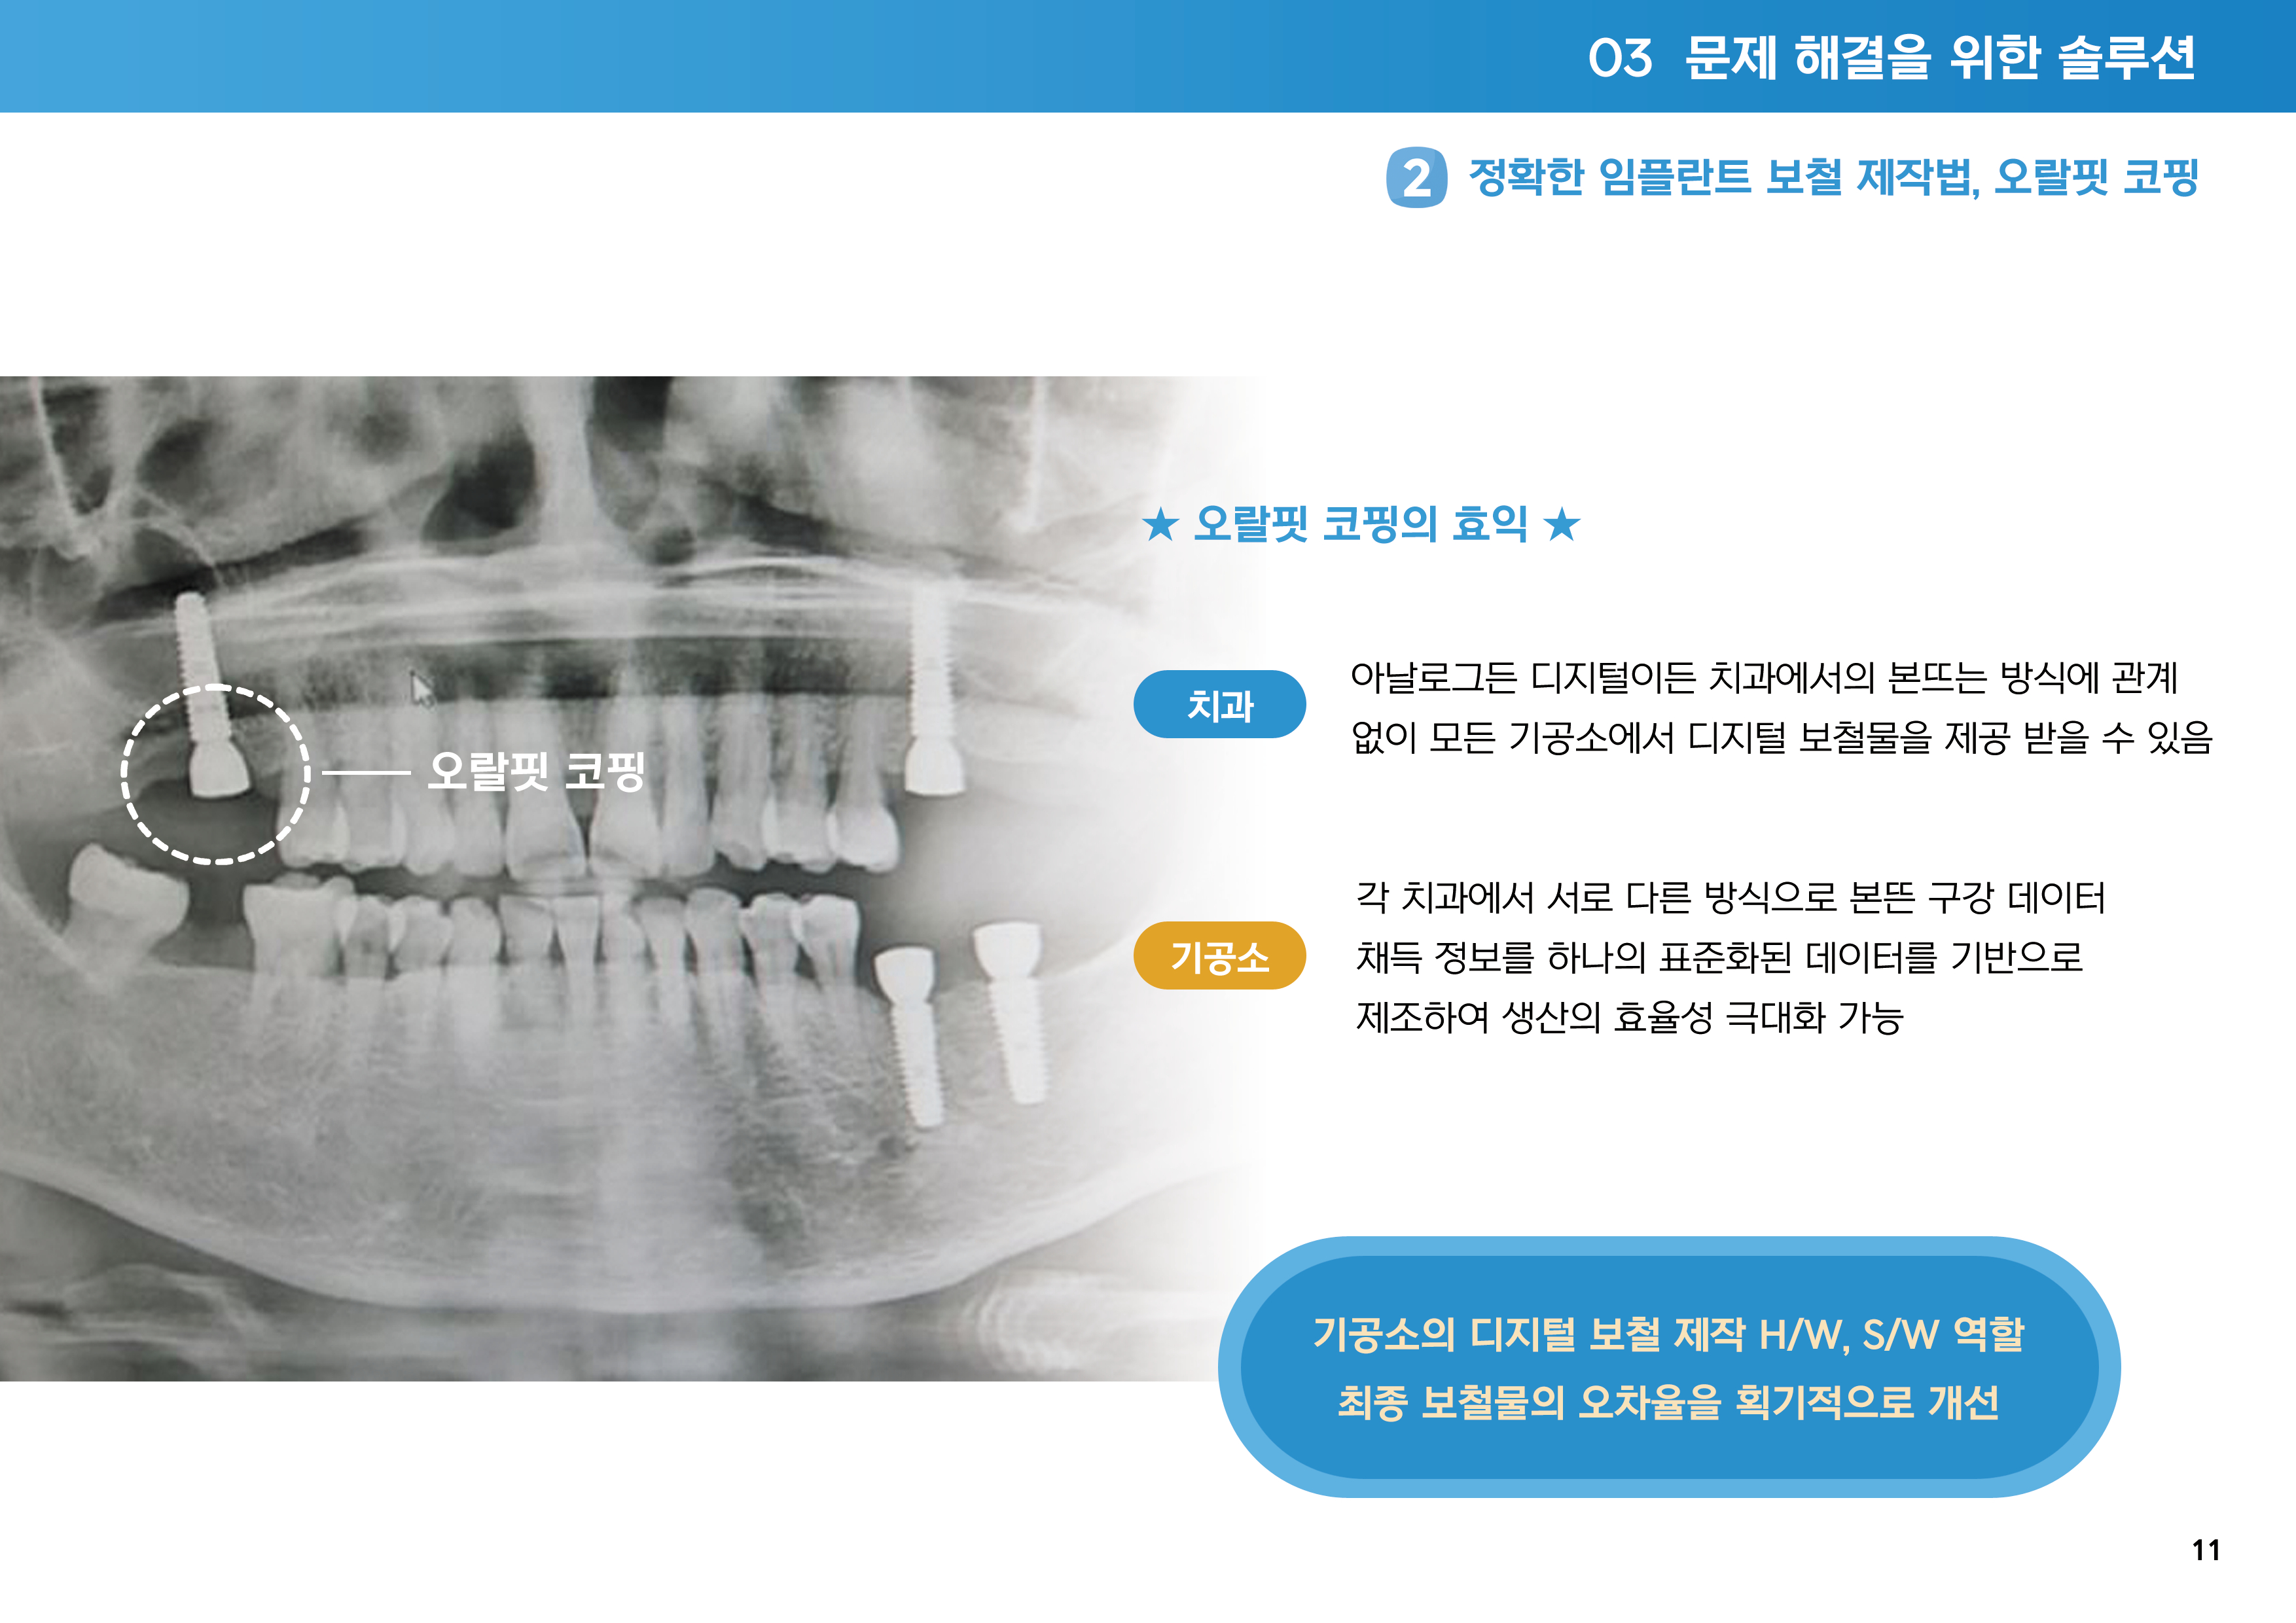 03 문제 해결을 위한 솔루션
2 정확한 임플란트 보철 제작법, 오랄핏 코핑
★ 오랄핏 코핑의 효익 ★
치과
아날로그든 디지털이든 치과에서의 본뜨는 방식에 관계
없이 모든 기공소에서 디지털 보철물을 제공 받을 수 있음
오랄핏 코핑
기공소
각 치과에서 서로 다른 방식으로 본뜬 구강 데이터
채득 정보를 하나의 표준화된 데이터를 기반으로
제조하여 생산의 효율성 극대화 가능
기공소의 디지털 보철 제작 H/W, S/W 역할
최종 보철물의 오차율을 획기적으로 개선
11